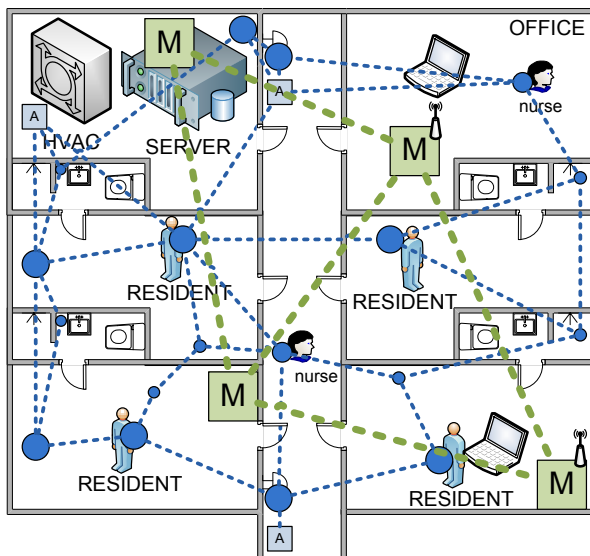 OFFICE
M
A
nurse
A
HVAC
SERVER
M
RESIDENT
RESIDENT
nurse
M
RESIDENT
RESIDENT
M
A